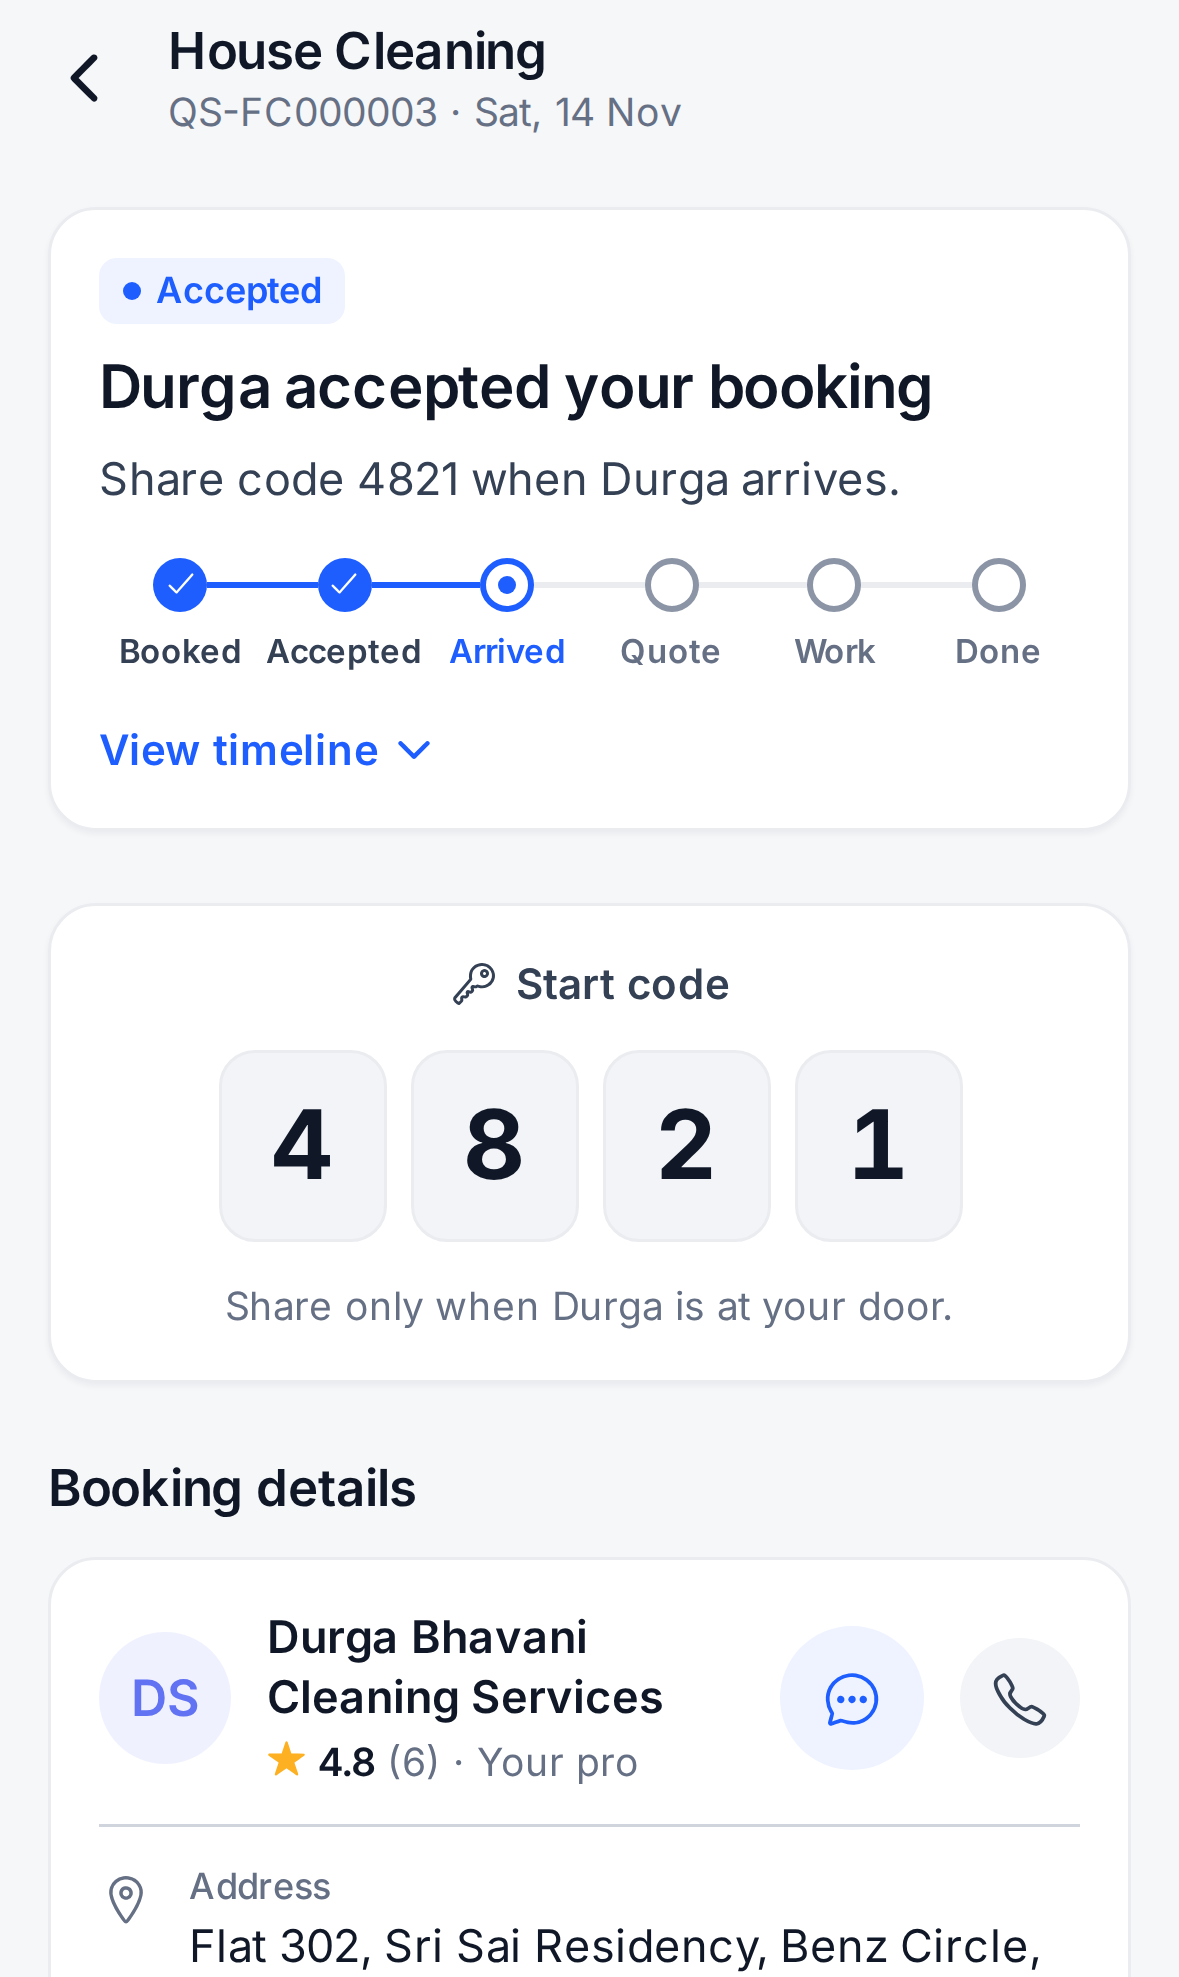 House Cleaning
QS-FC000003 · Sat, 14 Nov
Accepted
Durga accepted your booking
Share code 4821 when Durga arrives.
Booked Accepted Arrived Quote Work Done
View timeline
Start code
4 8 2 1
Share only when Durga is at your door.
Booking details
DS
Durga Bhavani
Cleaning Services
4.8 (6) · Your pro
Address
Flat 302, Sri Sai Residency, Benz Circle,